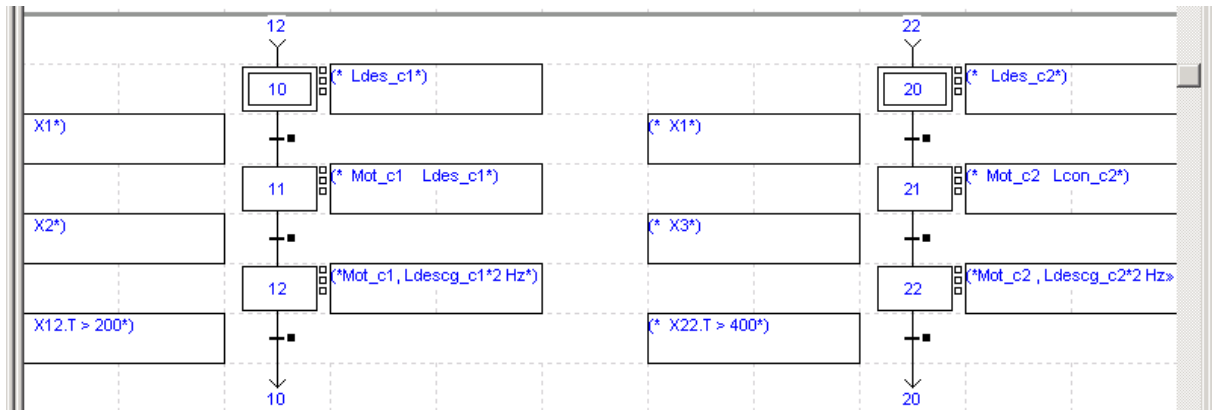 12
22
10
(* Ldes_c1*)
20
(* Ldes_c2*)
X1*)
(* X1*)
11
(* Mot_c1 Ldes_c1*)
21
(* Mot_c2 Lcon_c2*)
X2*)
(* X3*)
12
(*Mot_c1, Ldescg_c1*2 Hz*)
22
(*Mot_c2 , Ldescg_c2*2 Hz»
X12.T > 200*)
(* X22.T > 400*)
10
20